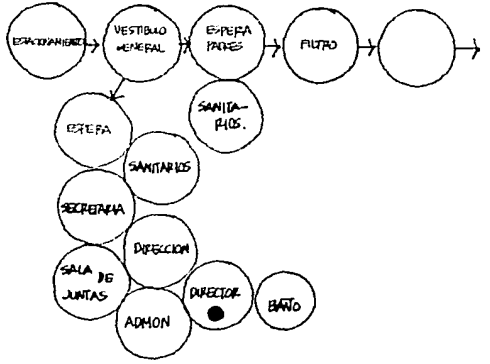 ESTACIONAMIENTO
VESTIBULO
GENERAL
ESPERA
PADRES
FILTRO
SANITA-
RIOS.
ESPERA
SANITARIOS
SECRETARIA
DIRECCION
SALA DE
JUNTAS
DIRECTOR
BAÑO
ADMON